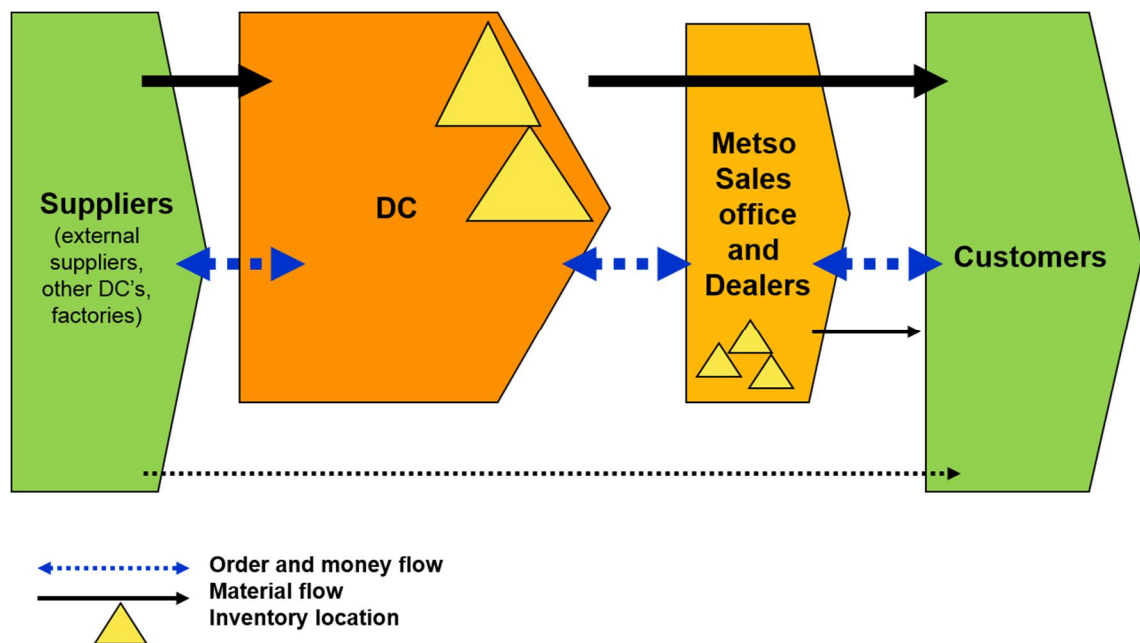 Suppliers
(external
suppliers,
other DC's,
factories)
DC
Metso
Sales
office
and
Dealers
Customers
Order and money flow
Material flow
Inventory location